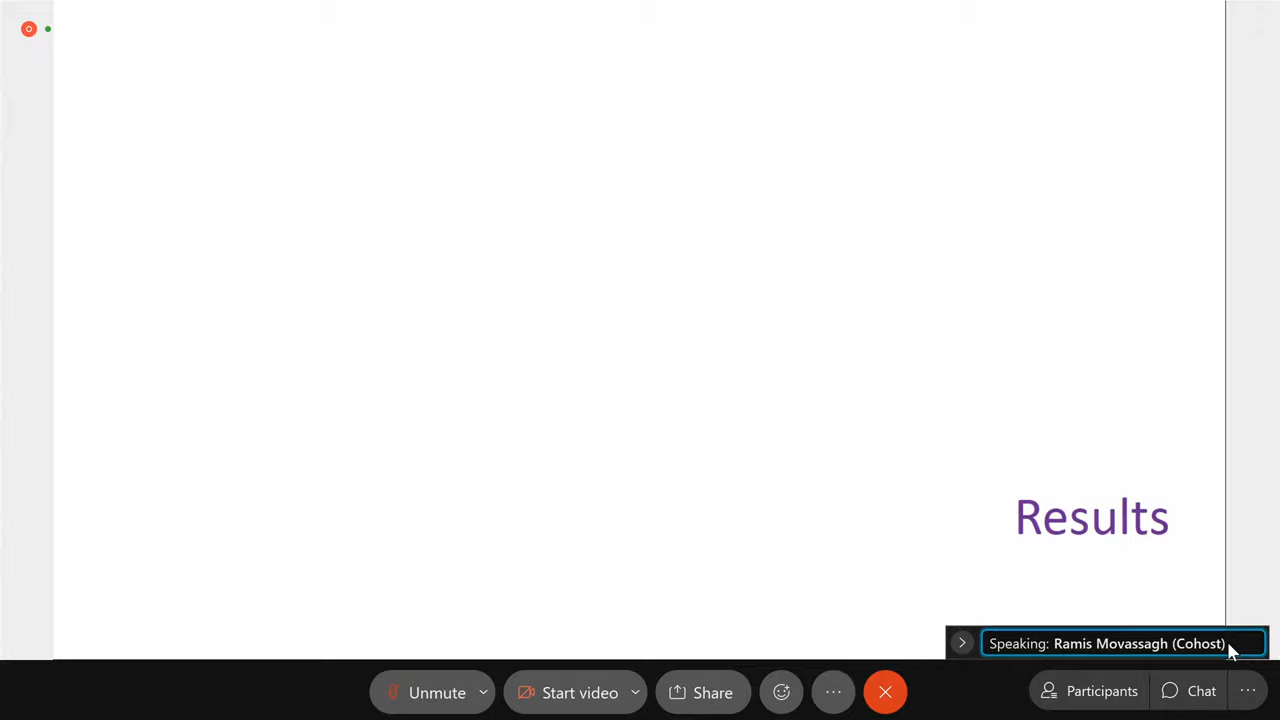 Results
Speaking: Ramis Movassagh (Cohost)
Unmute
Start video
Share
Participants
Chat